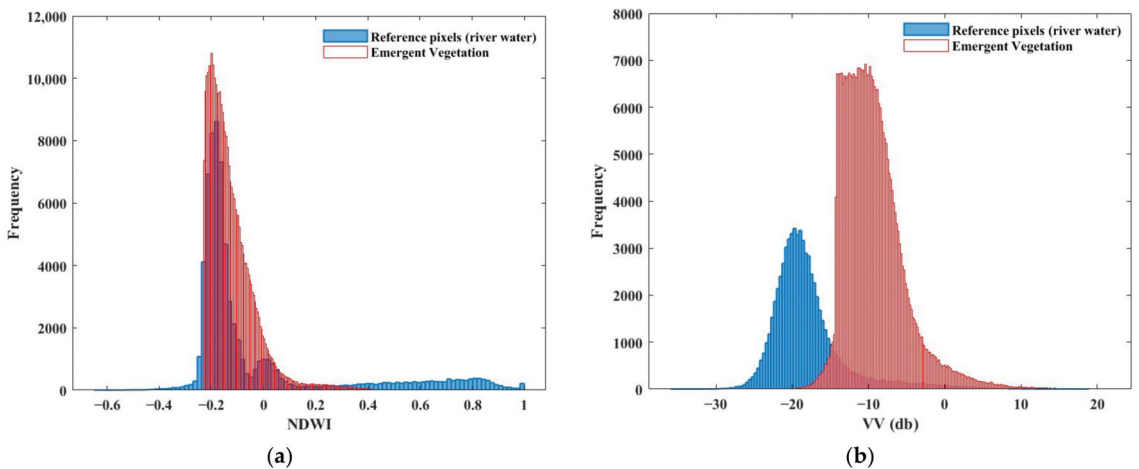 12,000
10,000
8000
6000
4000
2000
0
Frequency
Reference pixels (river water)
Emergent Vegetation
−0.6 −0.4 −0.2 0 0.2 0.4 0.6 0.8 1
NDWI
(a)
8000
7000
6000
5000
4000
3000
2000
1000
0
Frequency
Reference pixels (river water)
Emergent Vegetation
−30 −20 −10 0 10 20
VV (db)
(b)